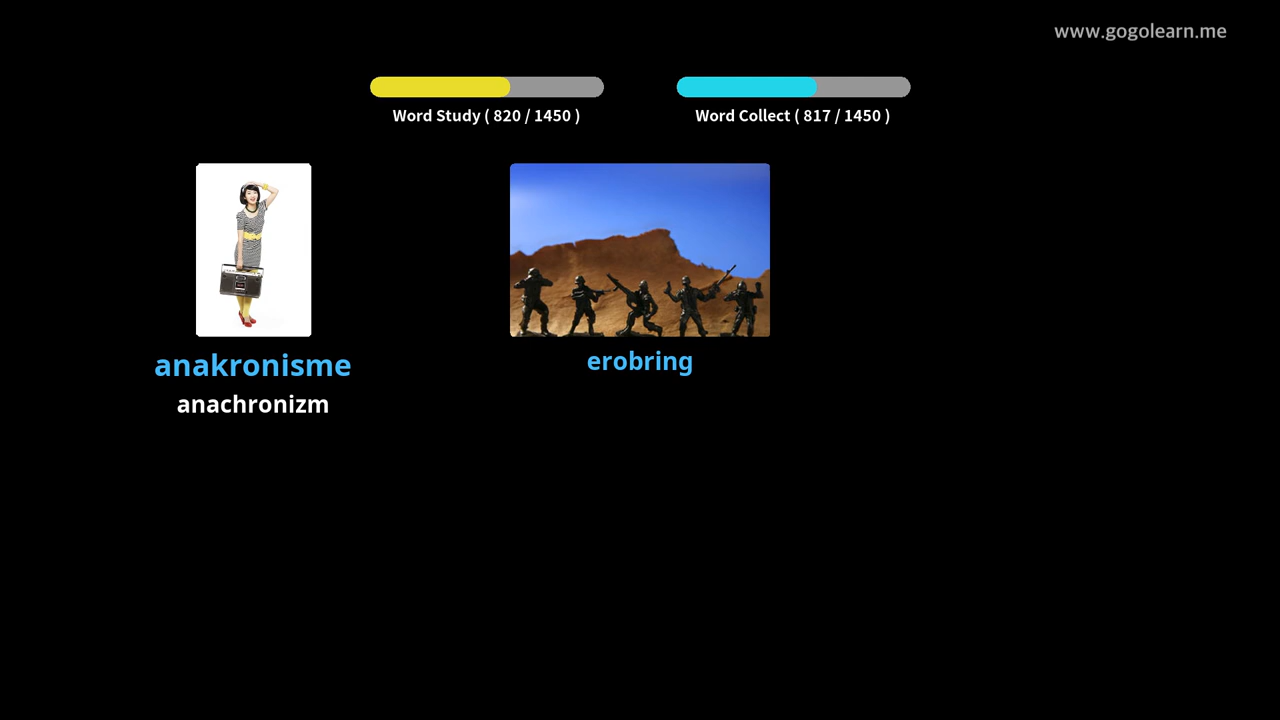 www.gogolearn.me
Word Study ( 820 / 1450 )
Word Collect ( 817 / 1450 )
anakronisme
anachronizm
erobring